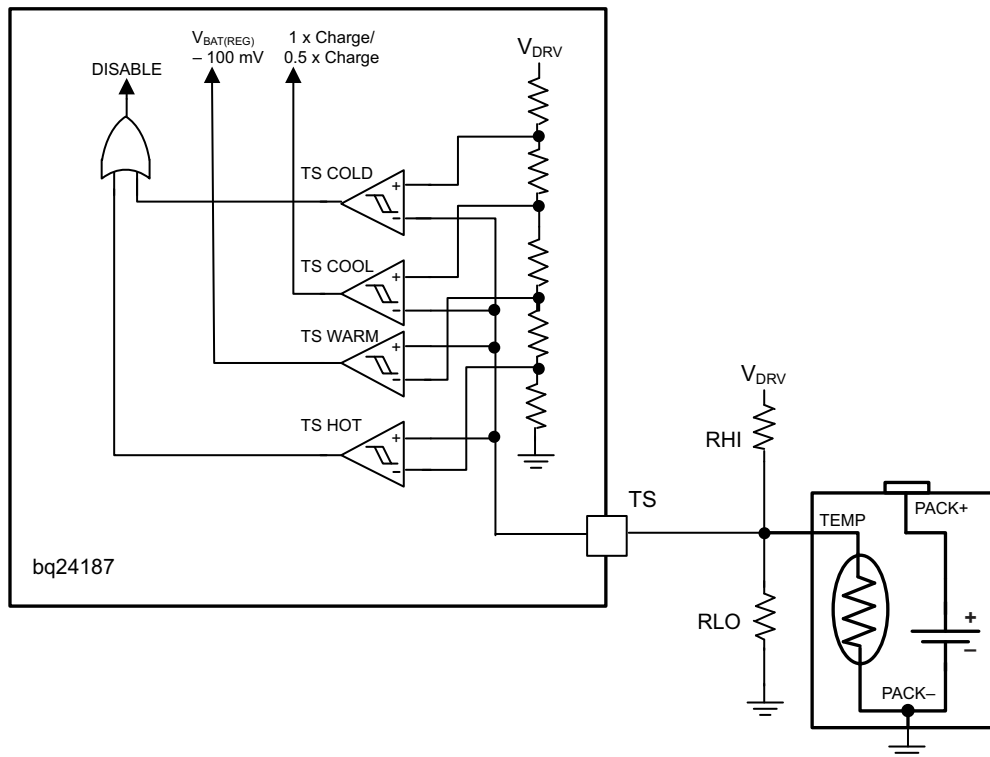 V_BAT(REG)
– 100 mV
1 x Charge/
0.5 x Charge
V_DRV
DISABLE
TS COLD
+
−
TS COOL
+
−
TS WARM
+
−
TS HOT
+
−
bq24187
TS
V_DRV
RHI
RLO
TEMP
PACK+
+
−
PACK–